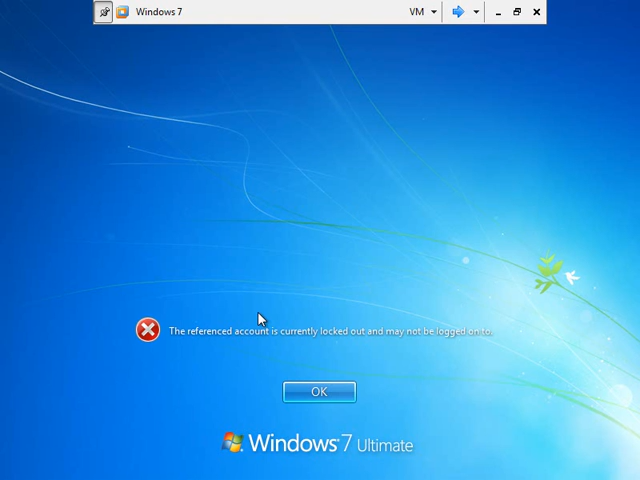 Windows 7
VM
The referenced account is currently locked out and may not be logged on to.
OK
Windows 7 Ultimate